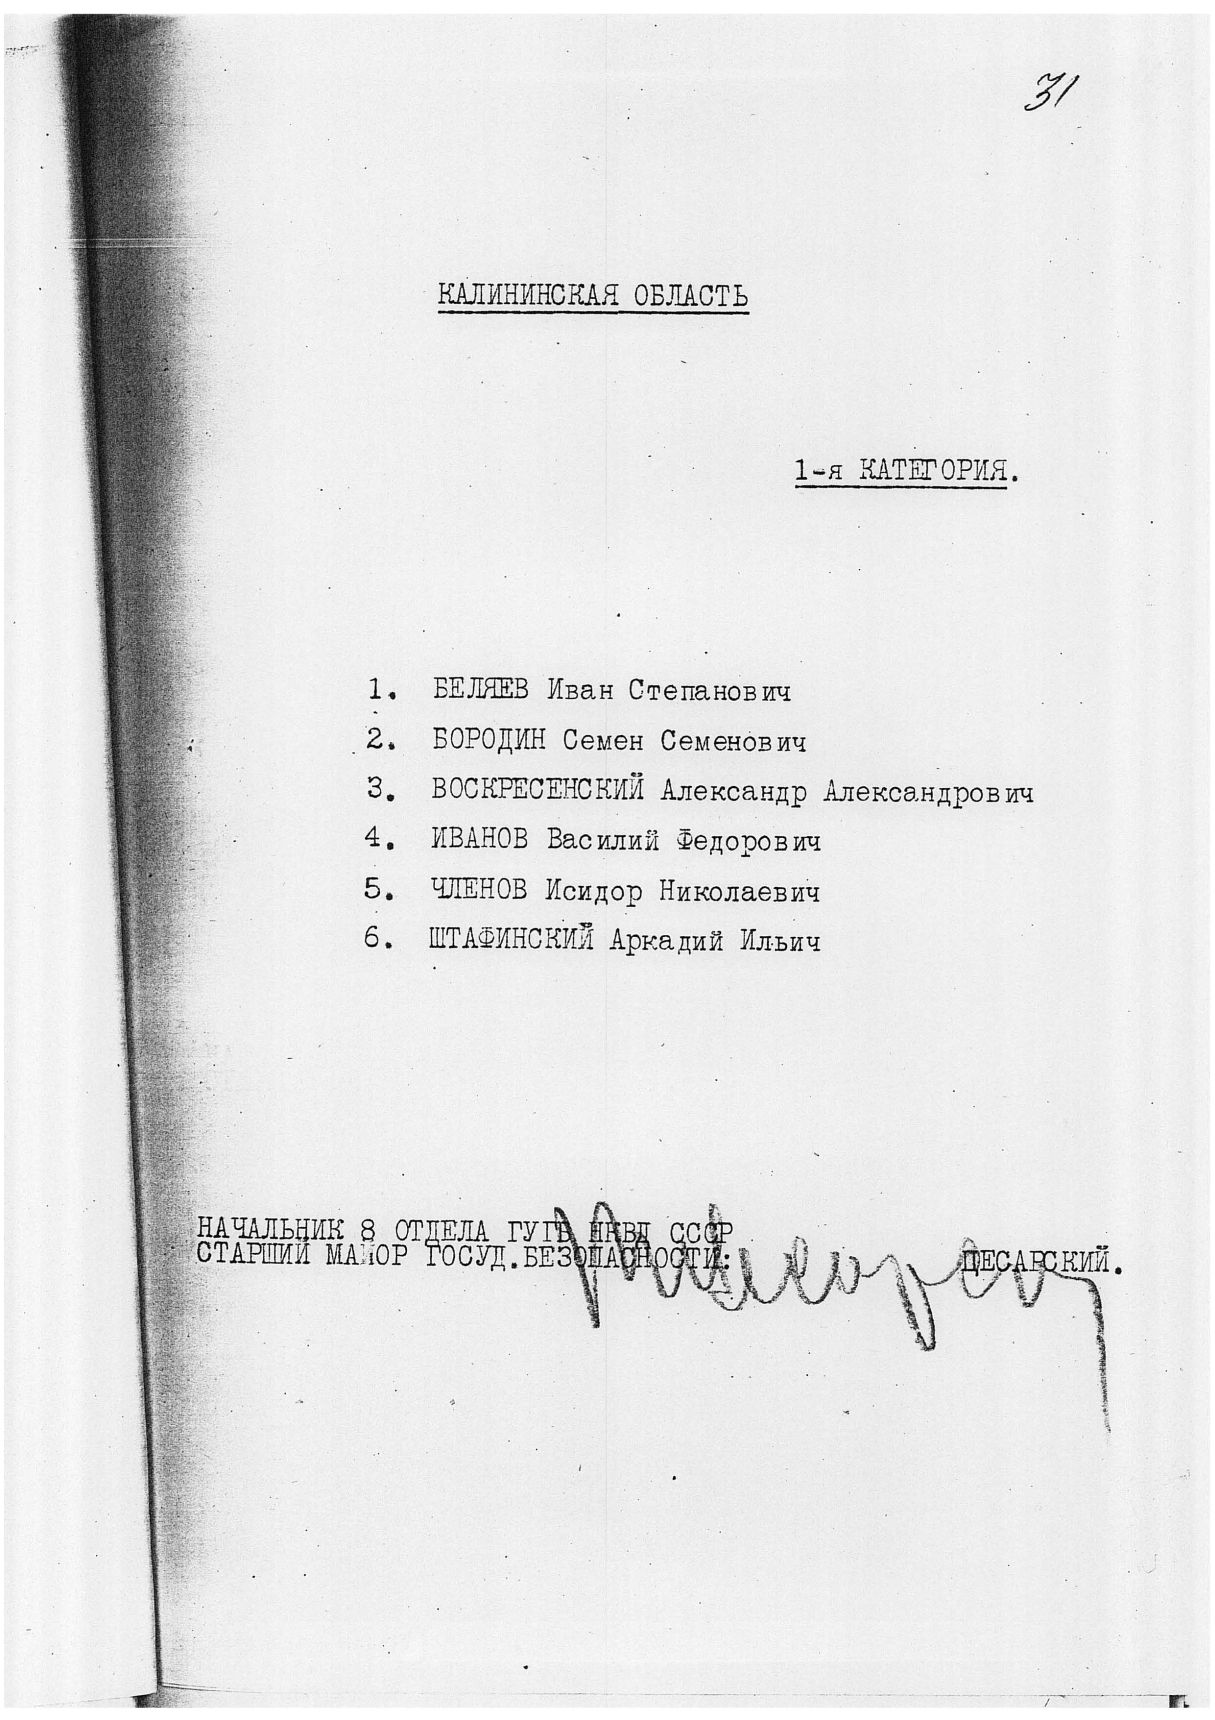 31
КАЛИНИНСКАЯ ОБЛАСТЬ
1-я КАТЕГОРИЯ.
1. БЕЛЯЕВ Иван Степанович
2. БОРОДИН Семен Семенович
3. ВОСКРЕСЕНСКИЙ Александр Александрович
4. ИВАНОВ Василий Федорович
5. ЧЛЕНОВ Исидор Николаевич
6. ШТАФИНСКИЙ Аркадий Ильич
НАЧАЛЬНИК 8 ОТДЕЛА ГУГБ НКВД СССР
СТАРШИЙ МАЙОР ГОСУД.БЕЗОПАСНОСТИ: ЦЕСАРСКИЙ.